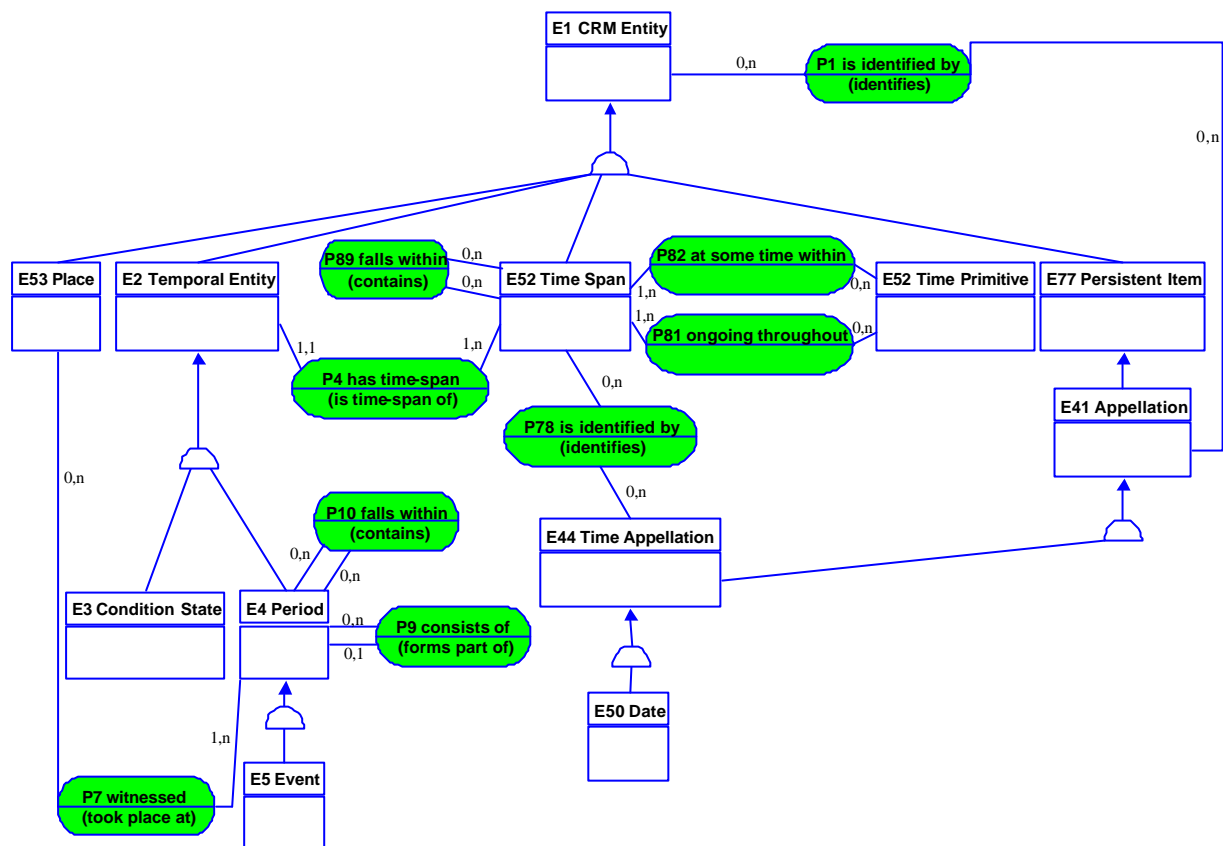 E1 CRM Entity
0,n
P1 is identified by
(identifies)
0,n
P89 falls within
(contains)
0,n
0,n
P82 at some time within
1,n
0,n
E53 Place
E2 Temporal Entity
E52 Time Span
E52 Time Primitive
E77 Persistent Item
1,n
0,n
P81 ongoing throughout
1,1
1,n
P4 has time-span
(is time-span of)
0,n
P78 is identified by
(identifies)
E41 Appellation
0,n
0,n
P10 falls within
(contains)
0,n
0,n
E44 Time Appellation
E3 Condition State
E4 Period
0,n
0,1
P9 consists of
(forms part of)
E50 Date
1,n
E5 Event
P7 witnessed
(took place at)